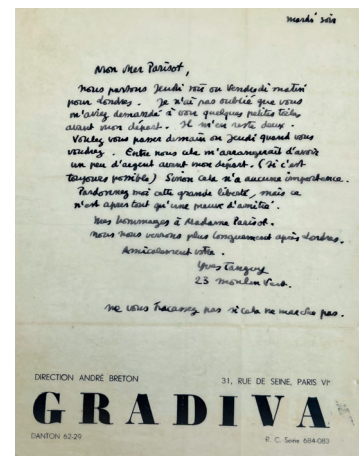 mardi soir
Mon cher Parisot,
nous partons Jeudi soir ou Vendredi matin
pour Londres. Je n'ai pas oublié que vous
m'aviez demandé à voir quelques petites toiles
avant mon départ. Il m'en reste deux.
Voulez vous passer demain ou Jeudi quand vous
voudrez. Entre nous cela m'arrangerait d'avoir
un peu d'argent avant mon départ. (si c'est
toujours possible) Sinon cela n'a aucune importance.
Pardonnez moi cette grande liberté, mais ce
n'est après tout qu'une preuve d'amitié.
Mes hommages à Madame Parisot.
nous nous verrons plus longuement après Londres.
Amicalement votre.
Yves Tanguy
23 moulin Vert.
ne vous tracassez pas si cela ne marche pas.
DIRECTION ANDRÉ BRETON
31, RUE DE SEINE, PARIS VIe
GRADIVA
DANTON 62-29
R. C. Seine 684-083